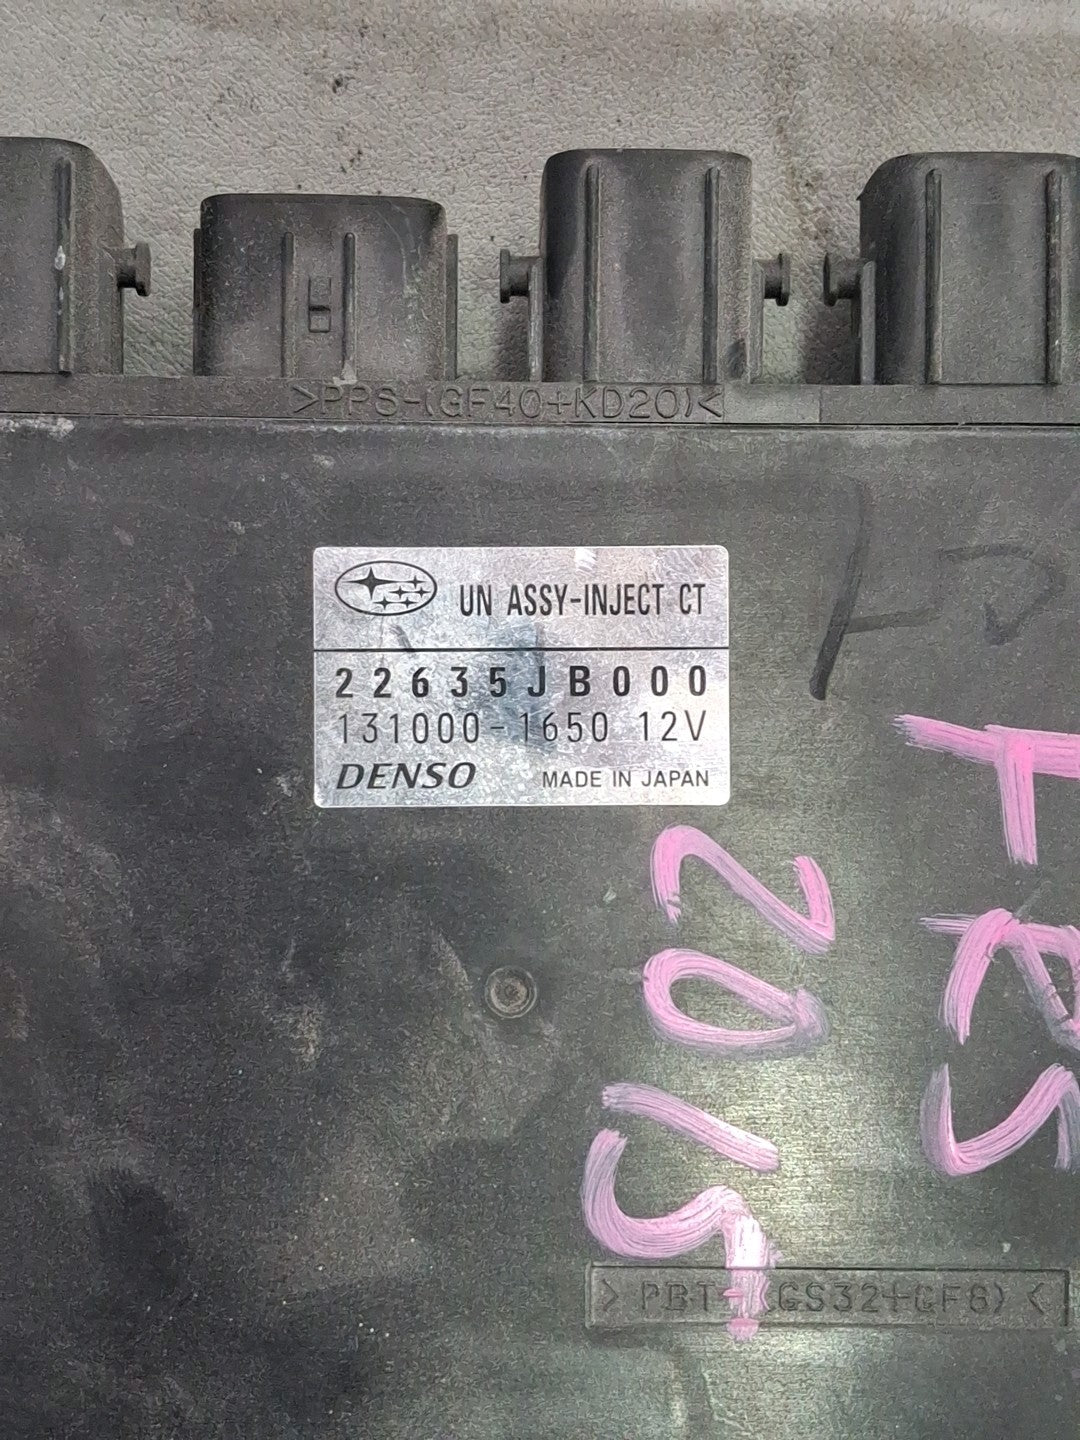 >PPS-(GF40+KD20)<
UN ASSY-INJECT CT
22635JB000
131000-1650 12V
DENSO MADE IN JAPAN
2015
>PBT-(GS32+GF8)<